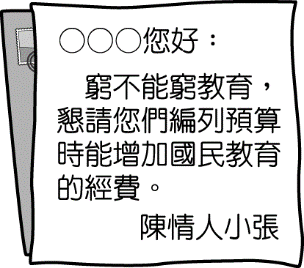 ○○○您好：
窮不能窮教育，
懇請您們編列預算
時能增加國民教育
的經費。
陳情人小張